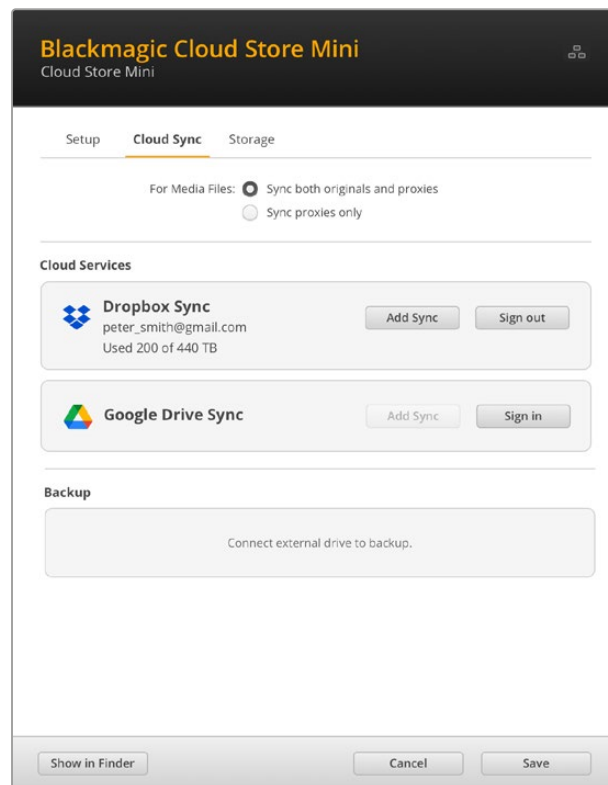 Blackmagic Cloud Store Mini
Cloud Store Mini
Setup Cloud Sync Storage
For Media Files: Sync both originals and proxies
Sync proxies only
Cloud Services
Dropbox Sync
peter_smith@gmail.com
Used 200 of 440 TB
Add Sync Sign out
Google Drive Sync Add Sync Sign in
Backup
Connect external drive to backup.
Show in Finder Cancel Save